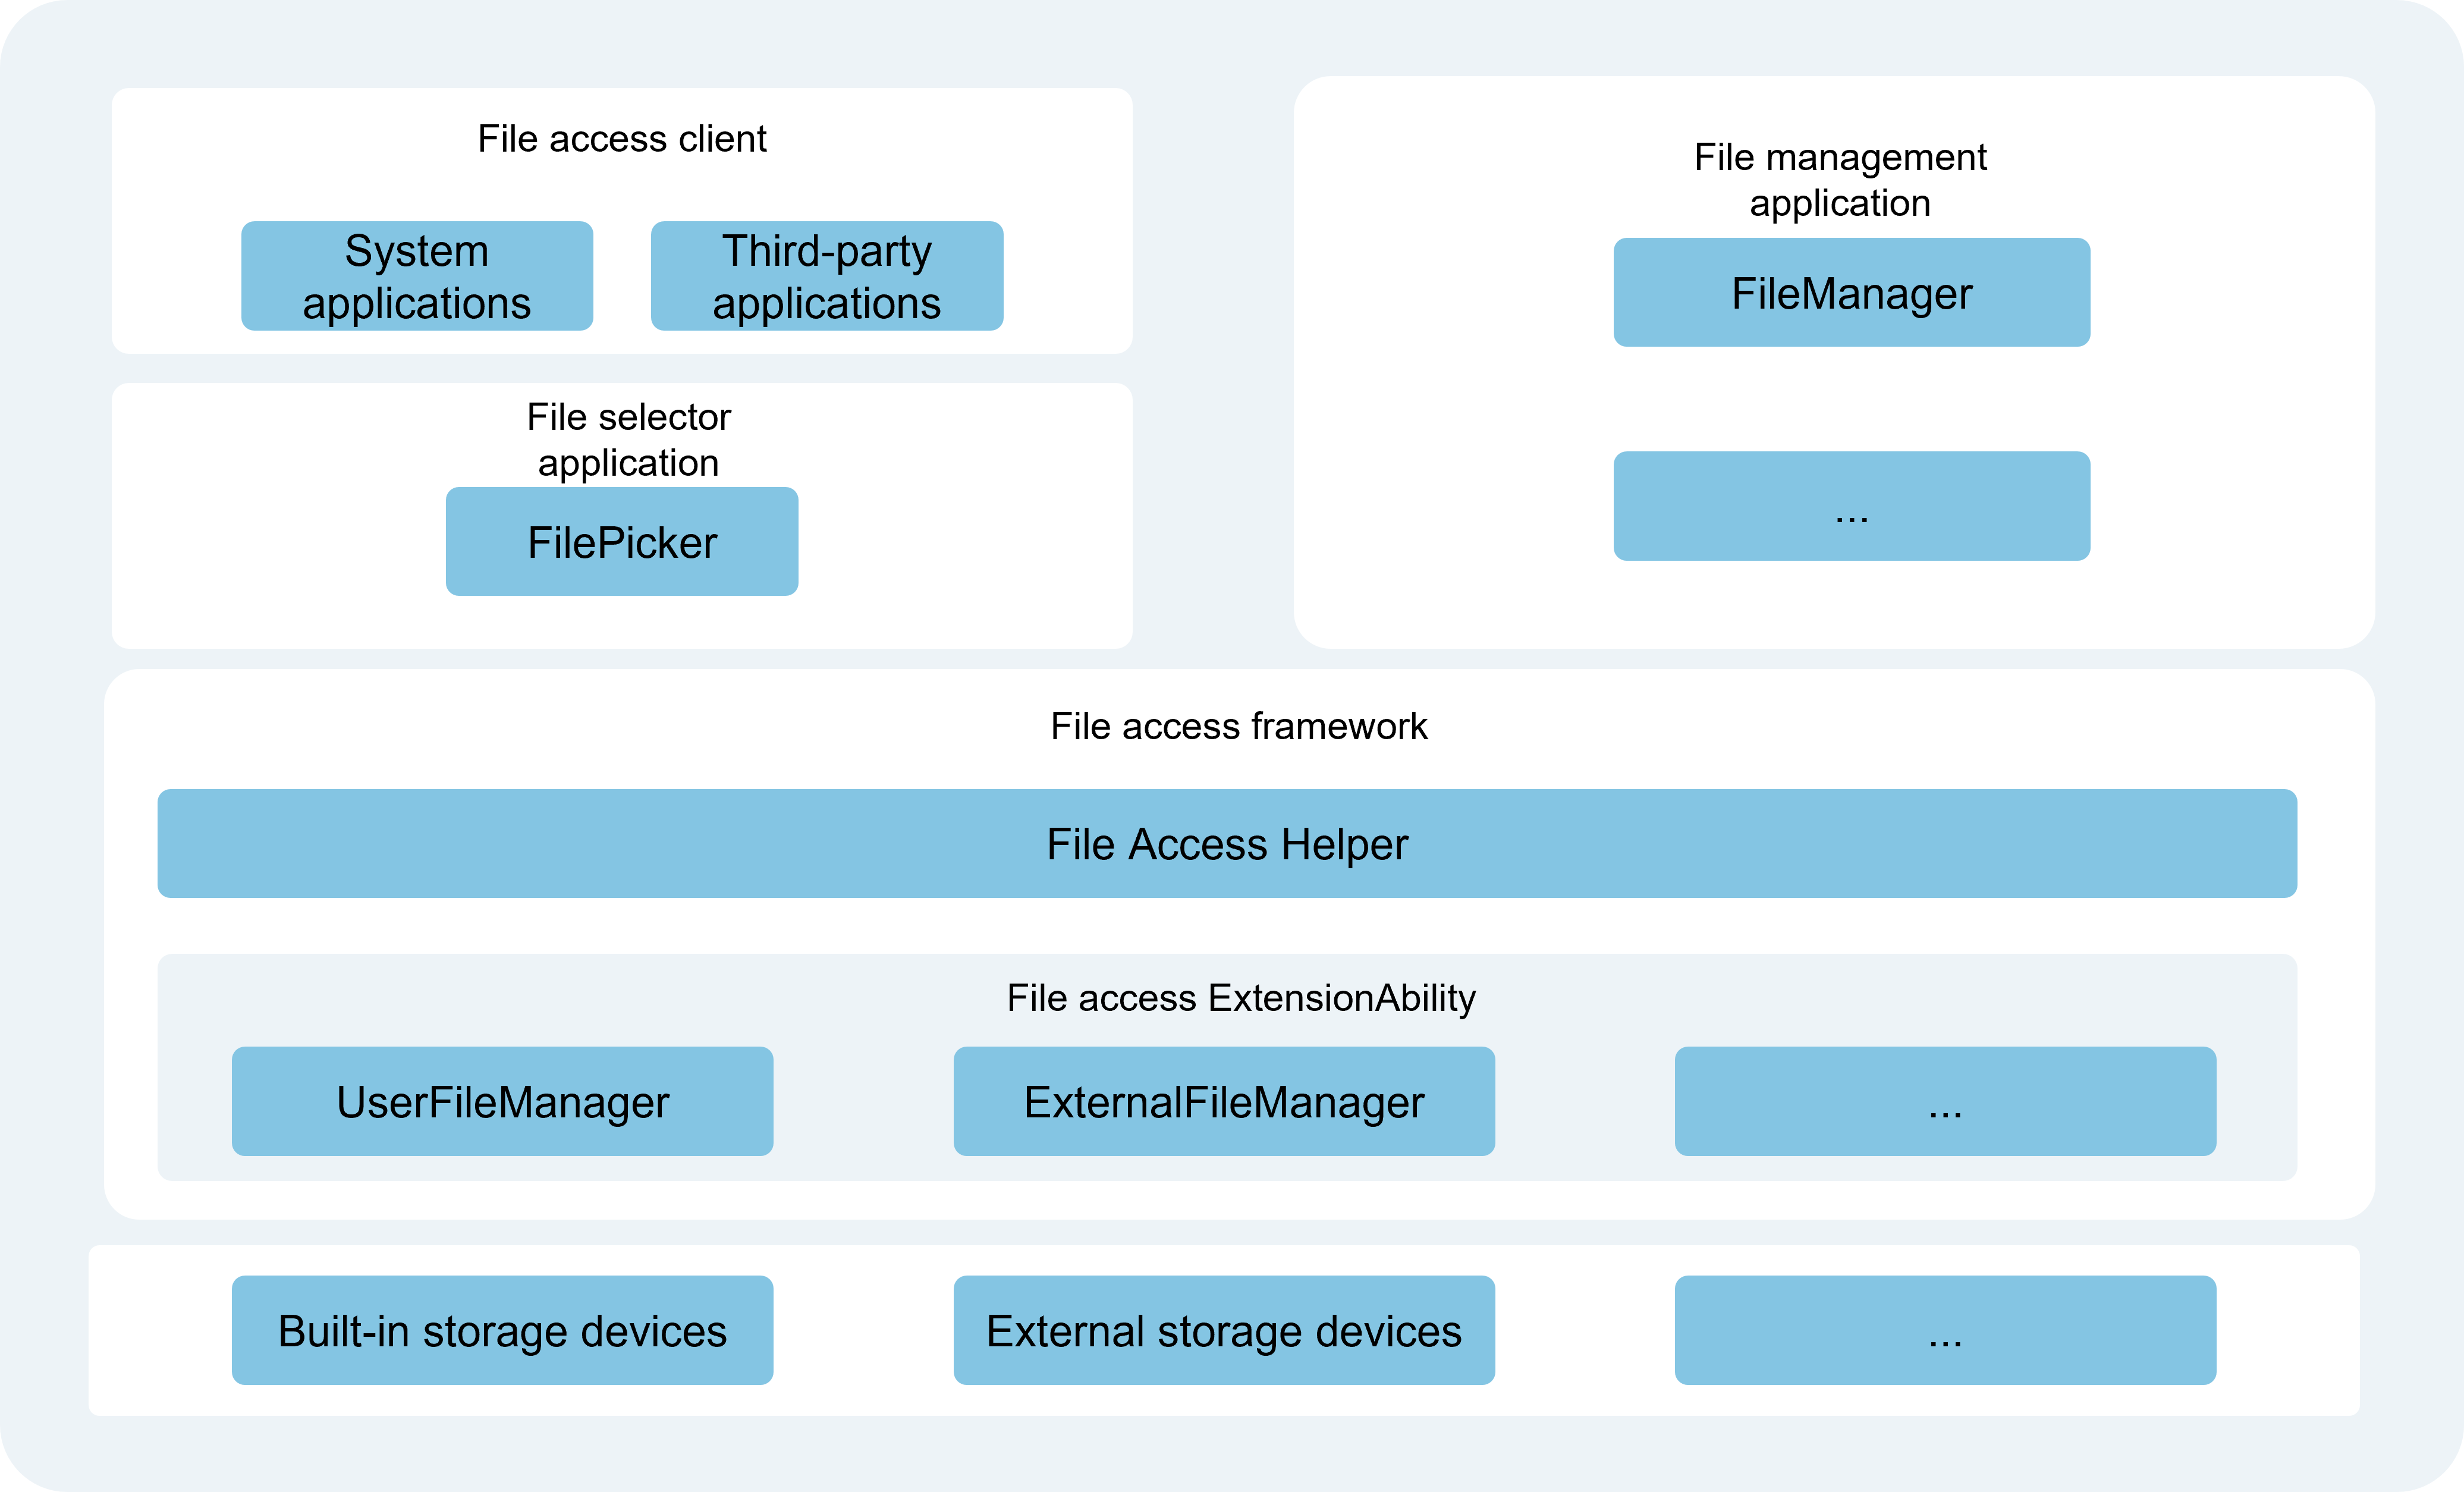 File access client
System
applications
Third-party
applications
File selector
application
FilePicker
File management
application
FileManager
...
File access framework
File Access Helper
File access ExtensionAbility
UserFileManager
ExternalFileManager
...
Built-in storage devices
External storage devices
...